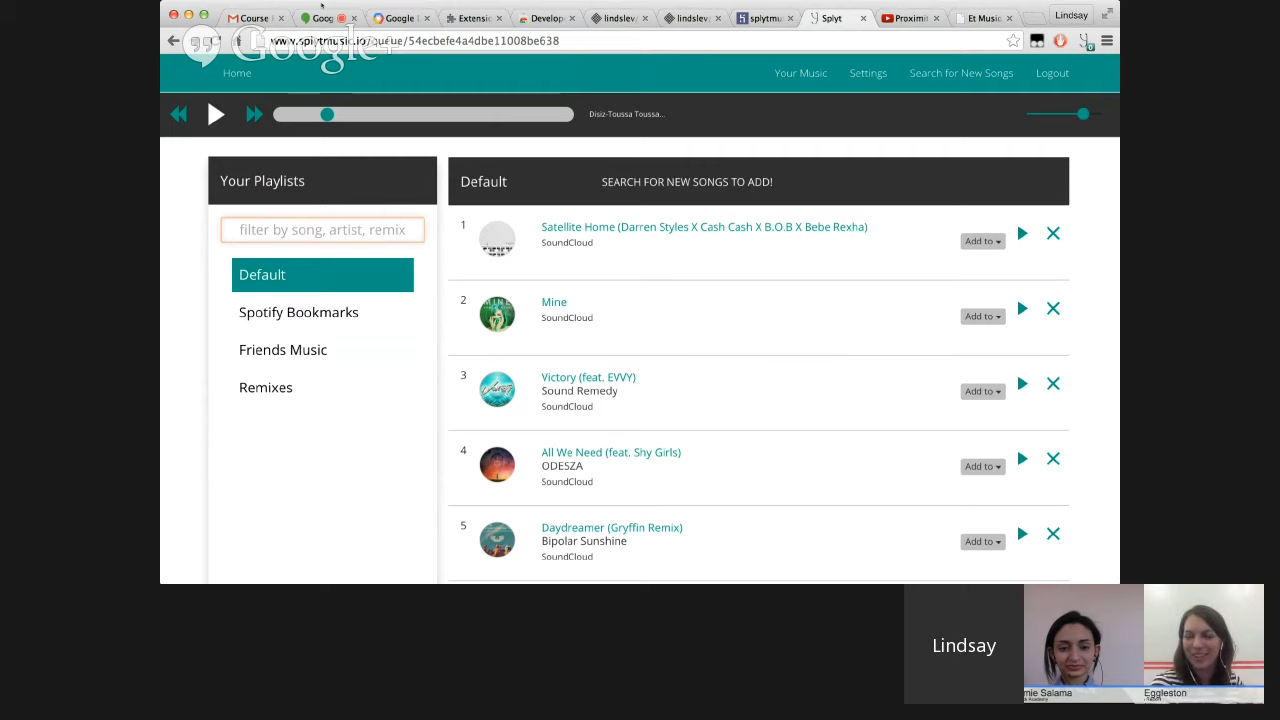 Course
Goog
Google
Extensio
Develop
lindslev
lindslev
splytmu
Splyt
Proximi
Et Music
Lindsay
www.splytmusic.io/queue/54ecbefe4a4dbe11008be638
Google+
Home
Your Music
Settings
Search for New Songs
Logout
Disiz-Toussa Toussa...
Your Playlists
filter by song, artist, remix
Default
Spotify Bookmarks
Friends Music
Remixes
Default
SEARCH FOR NEW SONGS TO ADD!
1
Satellite Home (Darren Styles X Cash Cash X B.O.B X Bebe Rexha)
SoundCloud
Add to
2
Mine
SoundCloud
Add to
3
Victory (feat. EVVY)
Sound Remedy
SoundCloud
Add to
4
All We Need (feat. Shy Girls)
ODESZA
SoundCloud
Add to
5
Daydreamer (Gryffin Remix)
Bipolar Sunshine
SoundCloud
Add to
Lindsay
mie Salama
Eggleston